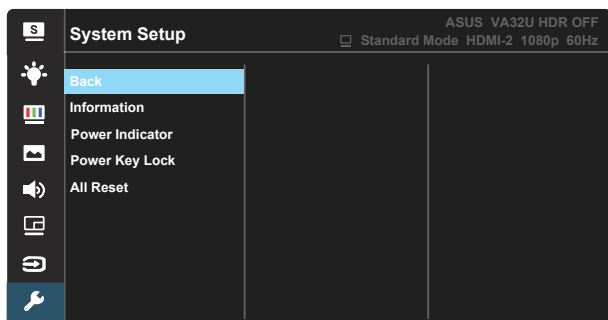 S
System Setup
ASUS VA32U HDR OFF
Standard Mode HDMI-2 1080p 60Hz
Back
Information
Power Indicator
Power Key Lock
All Reset